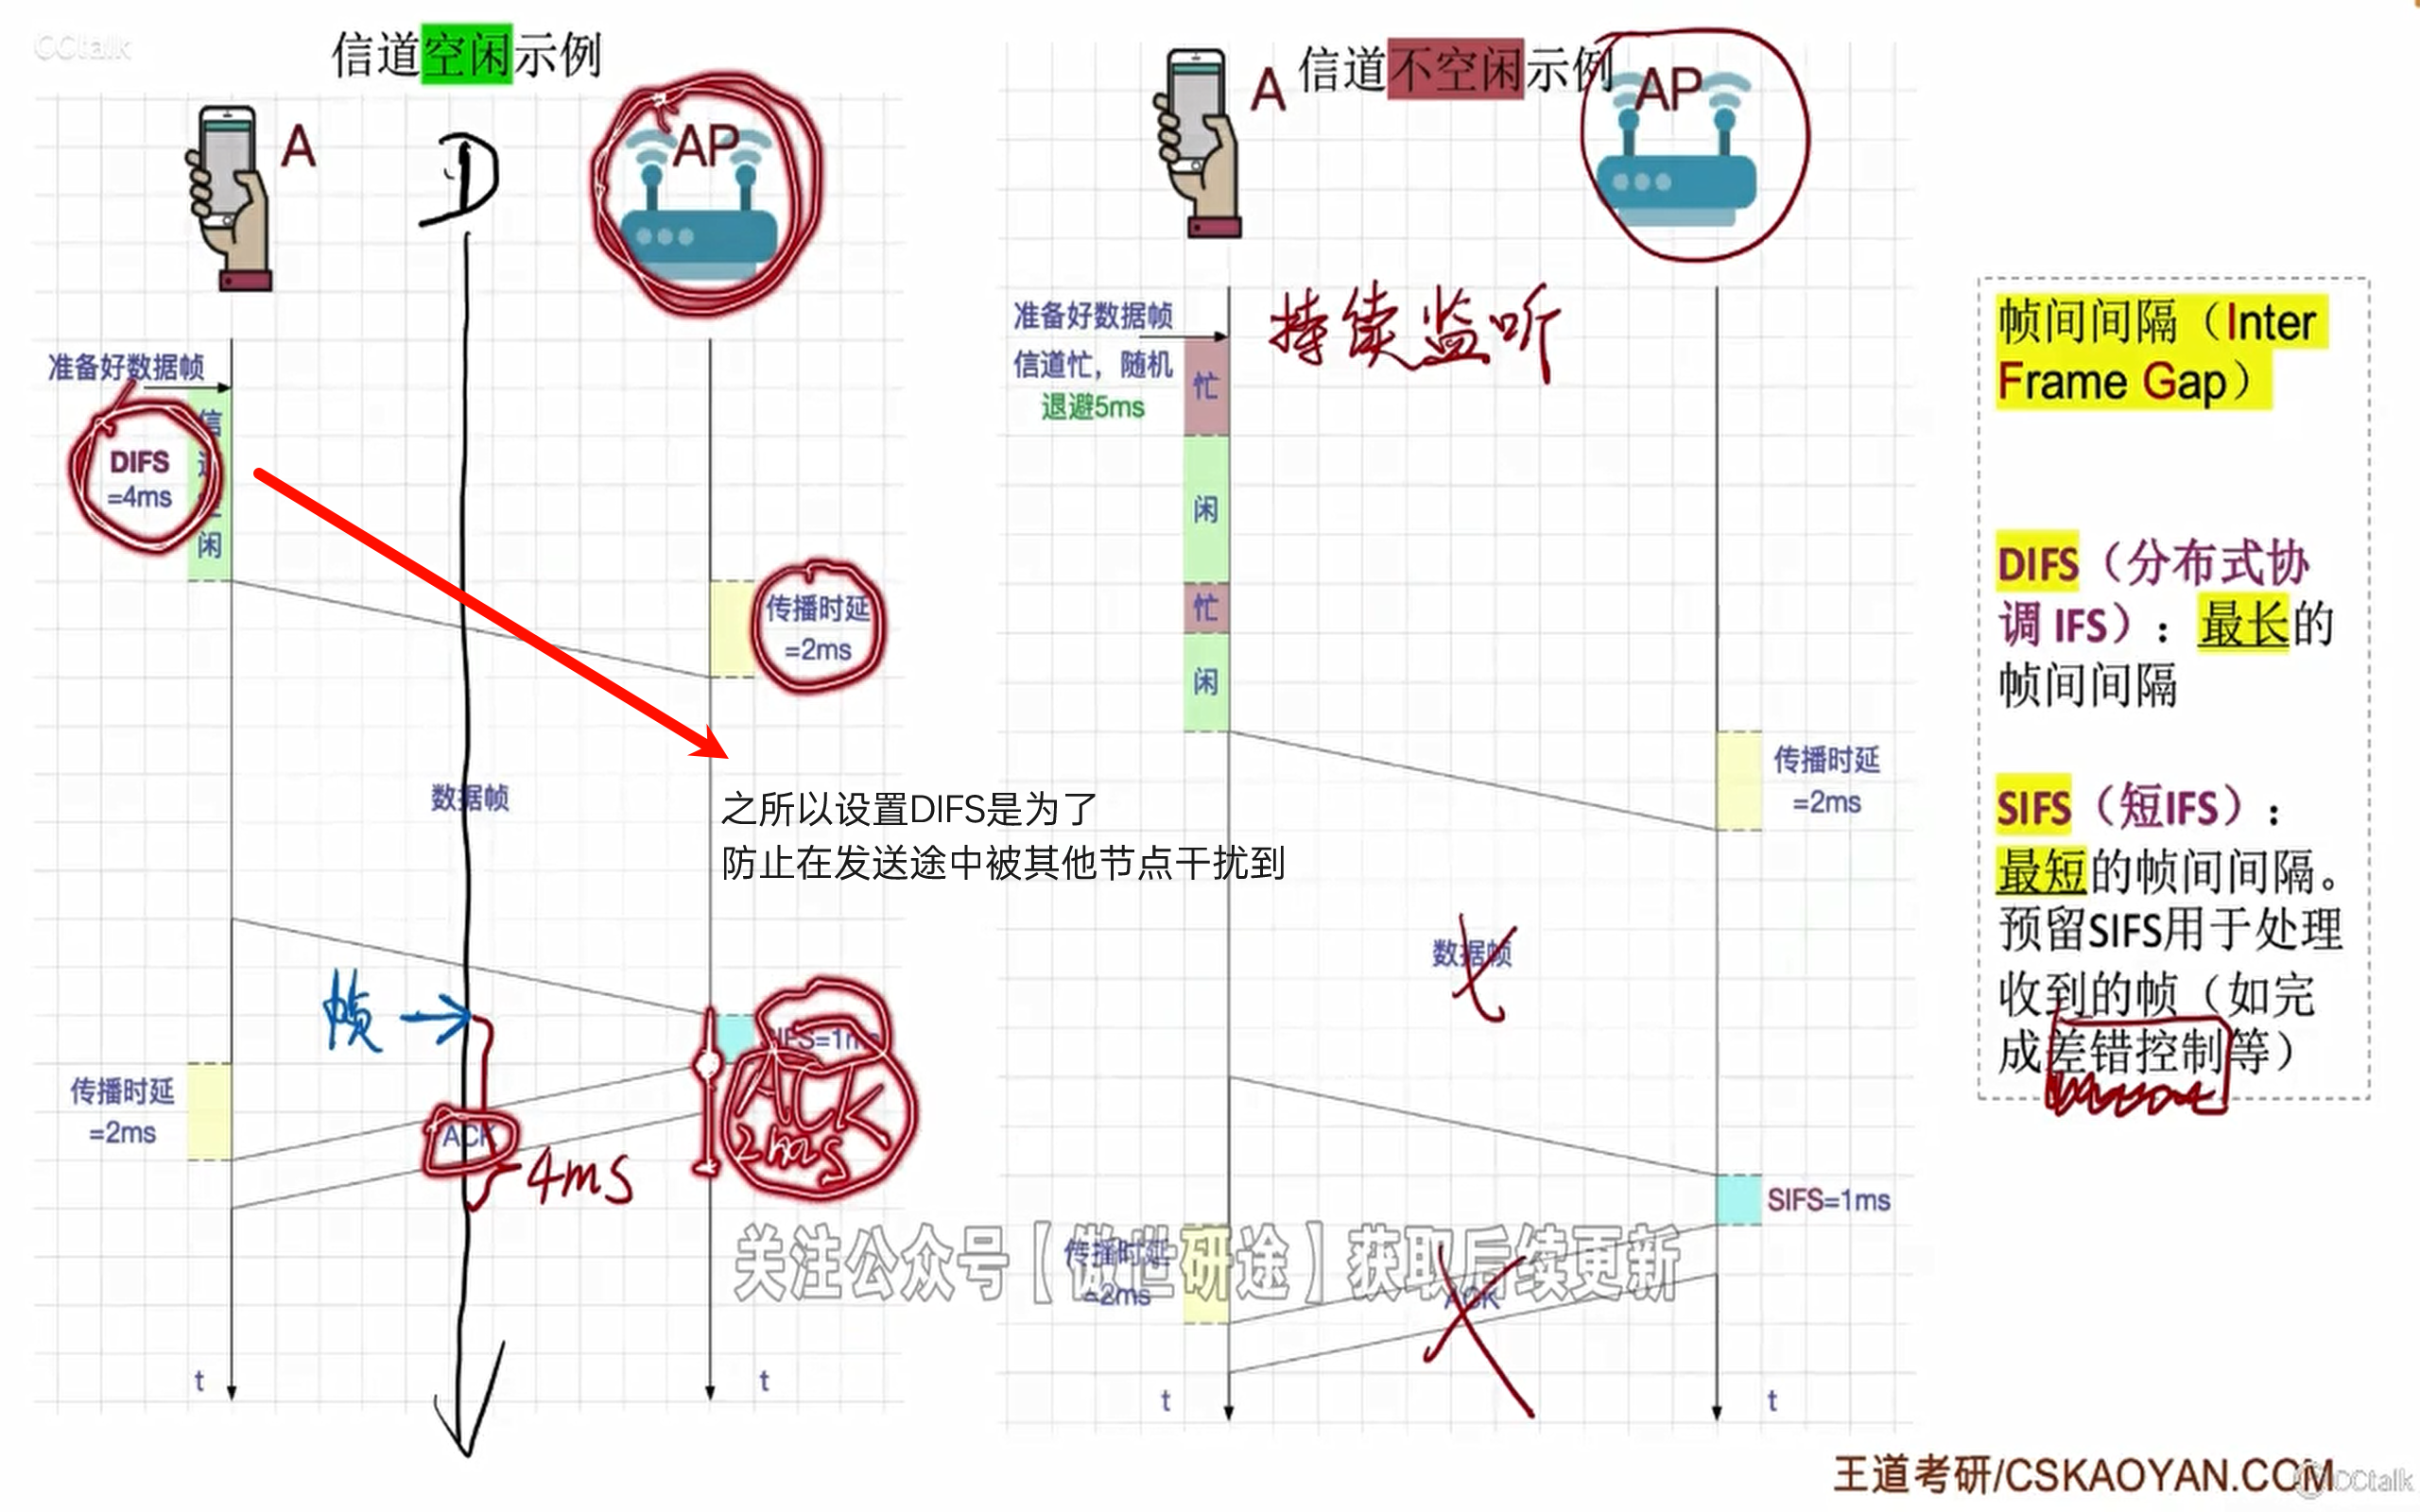 CCtalk
信道空闲示例
A
D
AP
准备好数据帧
信
道
空
闲
DIFS
=4ms
传播时延
=2ms
数据帧
之所以设置DIFS是为了
防止在发送途中被其他节点干扰到
帧
SIFS=1ms
ACK
2ms
传播时延
=2ms
ACK
4ms
t
t
信道不空闲示例
A
AP
准备好数据帧
信道忙，随机
退避5ms
持续监听
忙
闲
忙
闲
传播时延
=2ms
数据帧
SIFS=1ms
传播时延
=2ms
ACK
t
t
关注公众号【傲世研途】获取后续更新
帧间间隔（Inter
Frame Gap）
DIFS（分布式协
调 IFS）：最长的
帧间间隔
SIFS（短IFS）：
最短的帧间间隔。
预留SIFS用于处理
收到的帧（如完
成差错控制等）
王道考研/CSKAOYAN.COM
CCtalk